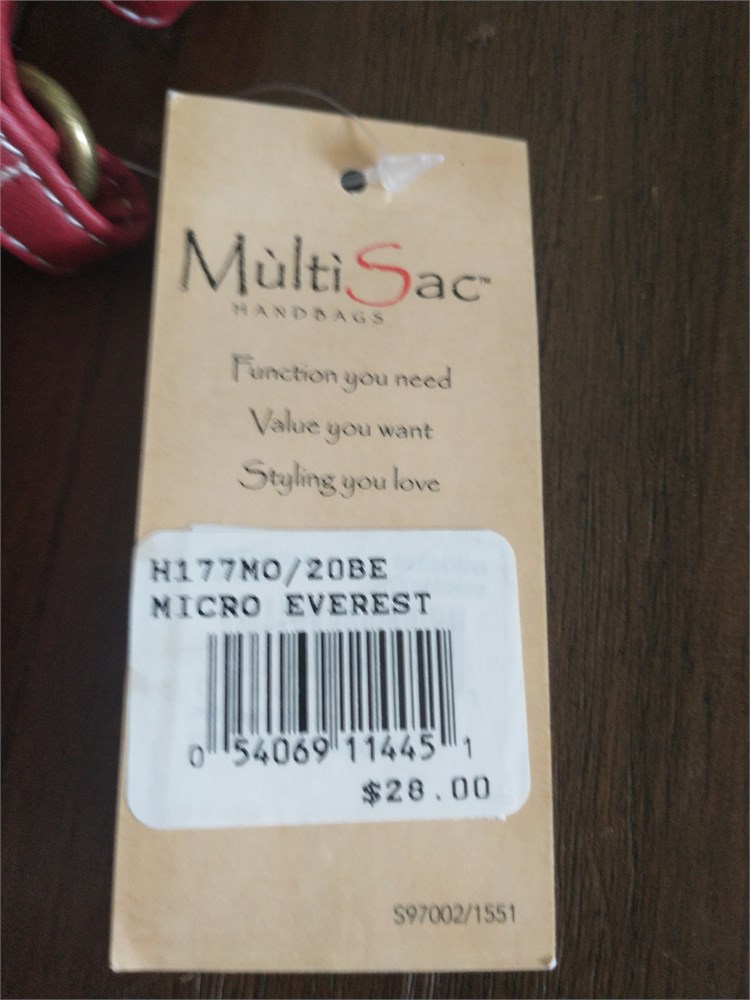 MùltìSac™
HANDBAGS
Function you need
Value you want
Styling you love
H177MO/20BE
MICRO EVEREST
0 54069 11445 1
$28.00
S97002/1551